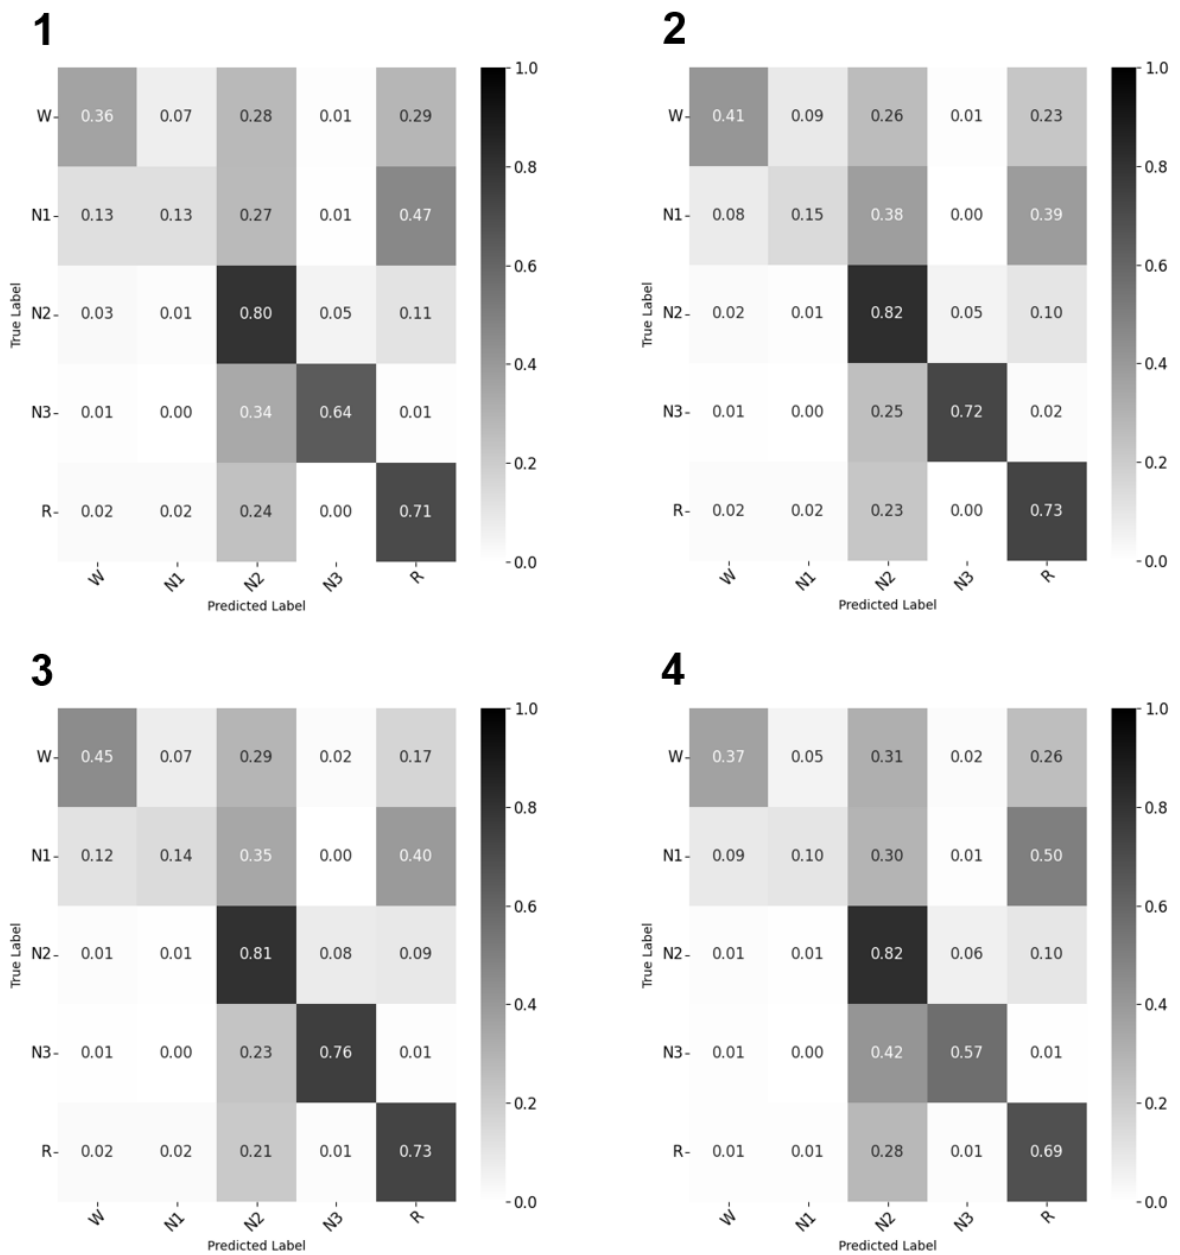 1
W 0.36 0.07 0.28 0.01 0.29
N1 0.13 0.13 0.27 0.01 0.47
N2 0.03 0.01 0.80 0.05 0.11
N3 0.01 0.00 0.34 0.64 0.01
R 0.02 0.02 0.24 0.00 0.71
W N1 N2 N3 R
Predicted Label
True Label
1.0
0.8
0.6
0.4
0.2
0.0
2
W 0.41 0.09 0.26 0.01 0.23
N1 0.08 0.15 0.38 0.00 0.39
N2 0.02 0.01 0.82 0.05 0.10
N3 0.01 0.00 0.25 0.72 0.02
R 0.02 0.02 0.23 0.00 0.73
W N1 N2 N3 R
Predicted Label
True Label
1.0
0.8
0.6
0.4
0.2
0.0
3
W 0.45 0.07 0.29 0.02 0.17
N1 0.12 0.14 0.35 0.00 0.40
N2 0.01 0.01 0.81 0.08 0.09
N3 0.01 0.00 0.23 0.76 0.01
R 0.02 0.02 0.21 0.01 0.73
W N1 N2 N3 R
Predicted Label
True Label
1.0
0.8
0.6
0.4
0.2
0.0
4
W 0.37 0.05 0.31 0.02 0.26
N1 0.09 0.10 0.30 0.01 0.50
N2 0.01 0.01 0.82 0.06 0.10
N3 0.01 0.00 0.42 0.57 0.01
R 0.01 0.01 0.28 0.01 0.69
W N1 N2 N3 R
Predicted Label
True Label
1.0
0.8
0.6
0.4
0.2
0.0